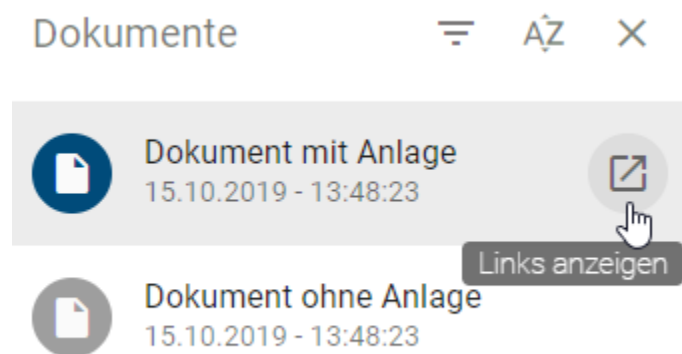 Dokumente AZ
Dokument mit Anlage
15.10.2019 - 13:48:23
Links anzeigen
Dokument ohne Anlage
15.10.2019 - 13:48:23